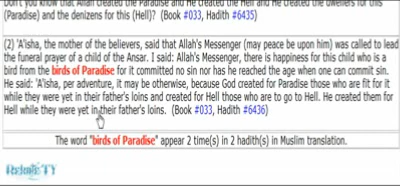 Don't you know that Allah created the Paradise and He created the Hell and He created the dwellers for this
(Paradise) and the denizens for this (Hell)? (Book #033, Hadith #6435)
(2) 'A'isha, the mother of the believers, said that Allah's Messenger (may peace be upon him) was called to lead
the funeral prayer of a child of the Ansar. I said: Allah's Messenger, there is happiness for this child who is a
bird from the birds of Paradise for it committed no sin nor has he reached the age when one can commit sin.
He said: 'A'isha, per adventure, it may be otherwise, because God created for Paradise those who are fit for it
while they were yet in their father's loins and created for Hell those who are to go to Hell. He created them for
Hell while they were yet in their father's loins. (Book #033, Hadith #6436)
The word "birds of Paradise" appear 2 time(s) in 2 hadith(s) in Muslim translation.